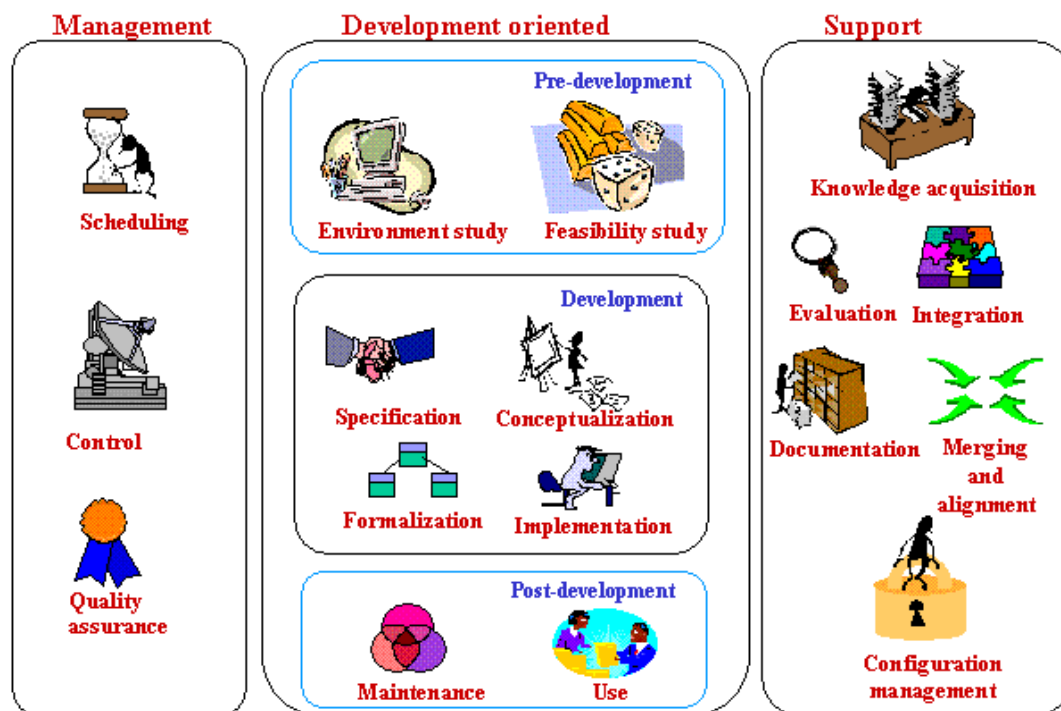 Management
Development oriented
Support
Scheduling
Control
Quality
assurance
Pre-development
Environment study
Feasibility study
Development
Specification
Conceptualization
Formalization
Implementation
Post-development
Maintenance
Use
Knowledge acquisition
Evaluation
Integration
Documentation
Merging
and
alignment
Configuration
management